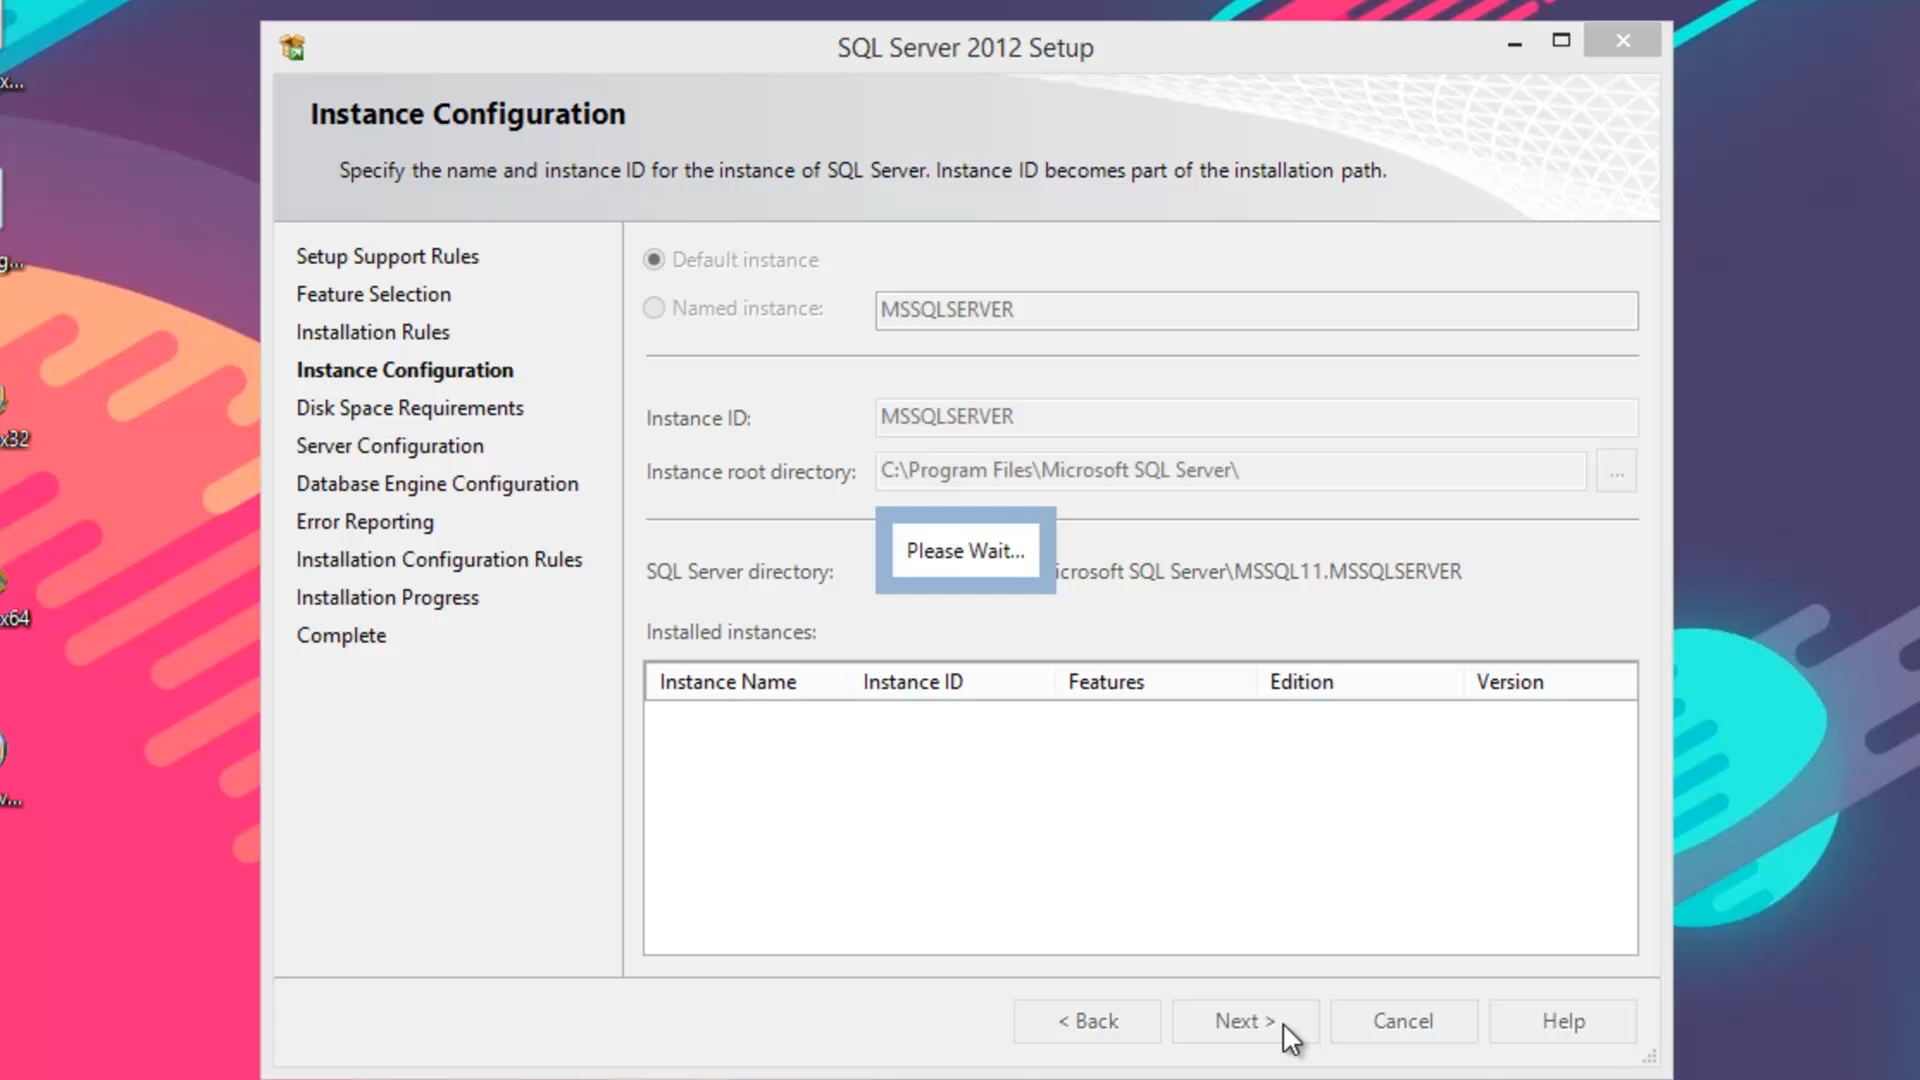 SQL Server 2012 Setup
Instance Configuration
Specify the name and instance ID for the instance of SQL Server. Instance ID becomes part of the installation path.
Setup Support Rules
Feature Selection
Installation Rules
Instance Configuration
Disk Space Requirements
Server Configuration
Database Engine Configuration
Error Reporting
Installation Configuration Rules
Installation Progress
Complete
Default instance
Named instance: MSSQLSERVER
Instance ID: MSSQLSERVER
Instance root directory: C:\Program Files\Microsoft SQL Server\ ...
Please Wait...
SQL Server directory: icrosoft SQL Server\MSSQL11.MSSQLSERVER
Installed instances:
Instance Name Instance ID Features Edition Version
< Back Next > Cancel Help
x...
g...
x32
x64
v...